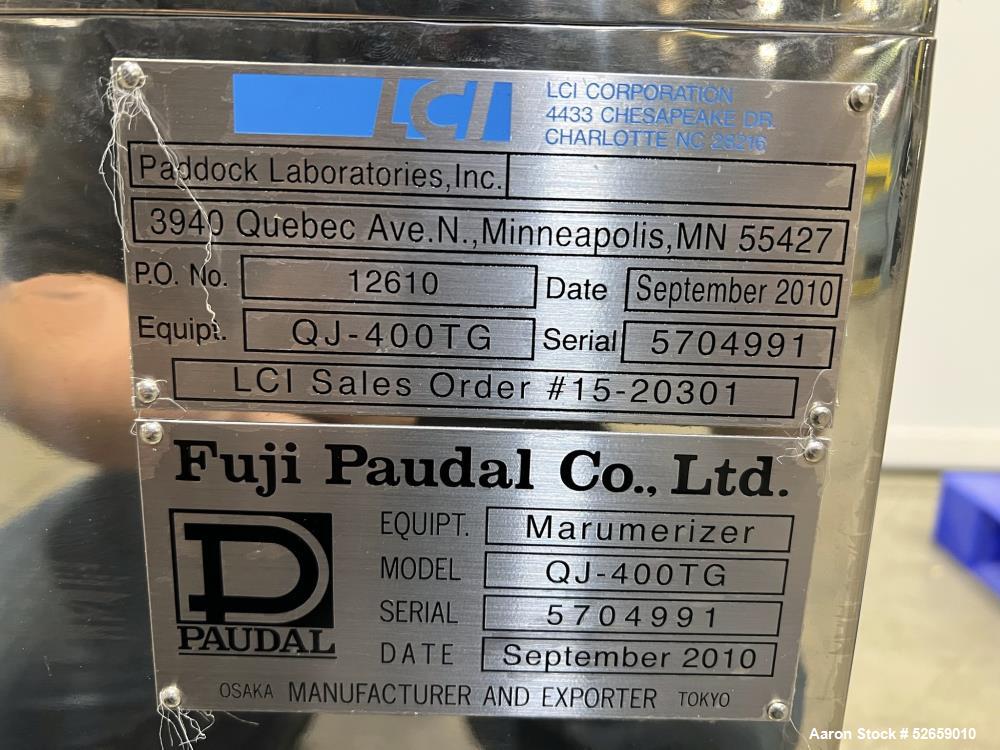 LCI
LCI CORPORATION
4433 CHESAPEAKE DR.
CHARLOTTE NC 28216
Paddock Laboratories, Inc.
3940 Quebec Ave. N., Minneapolis, MN 55427
P.O. No. 12610 Date September 2010
Equipt. QJ-400TG Serial 5704991
LCI Sales Order #15-20301
Fuji Paudal Co., Ltd.
EQUIPT. Marumerizer
MODEL QJ-400TG
SERIAL 5704991
DATE September 2010
PAUDAL
OSAKA MANUFACTURER AND EXPORTER TOKYO
Aaron Stock # 52659010